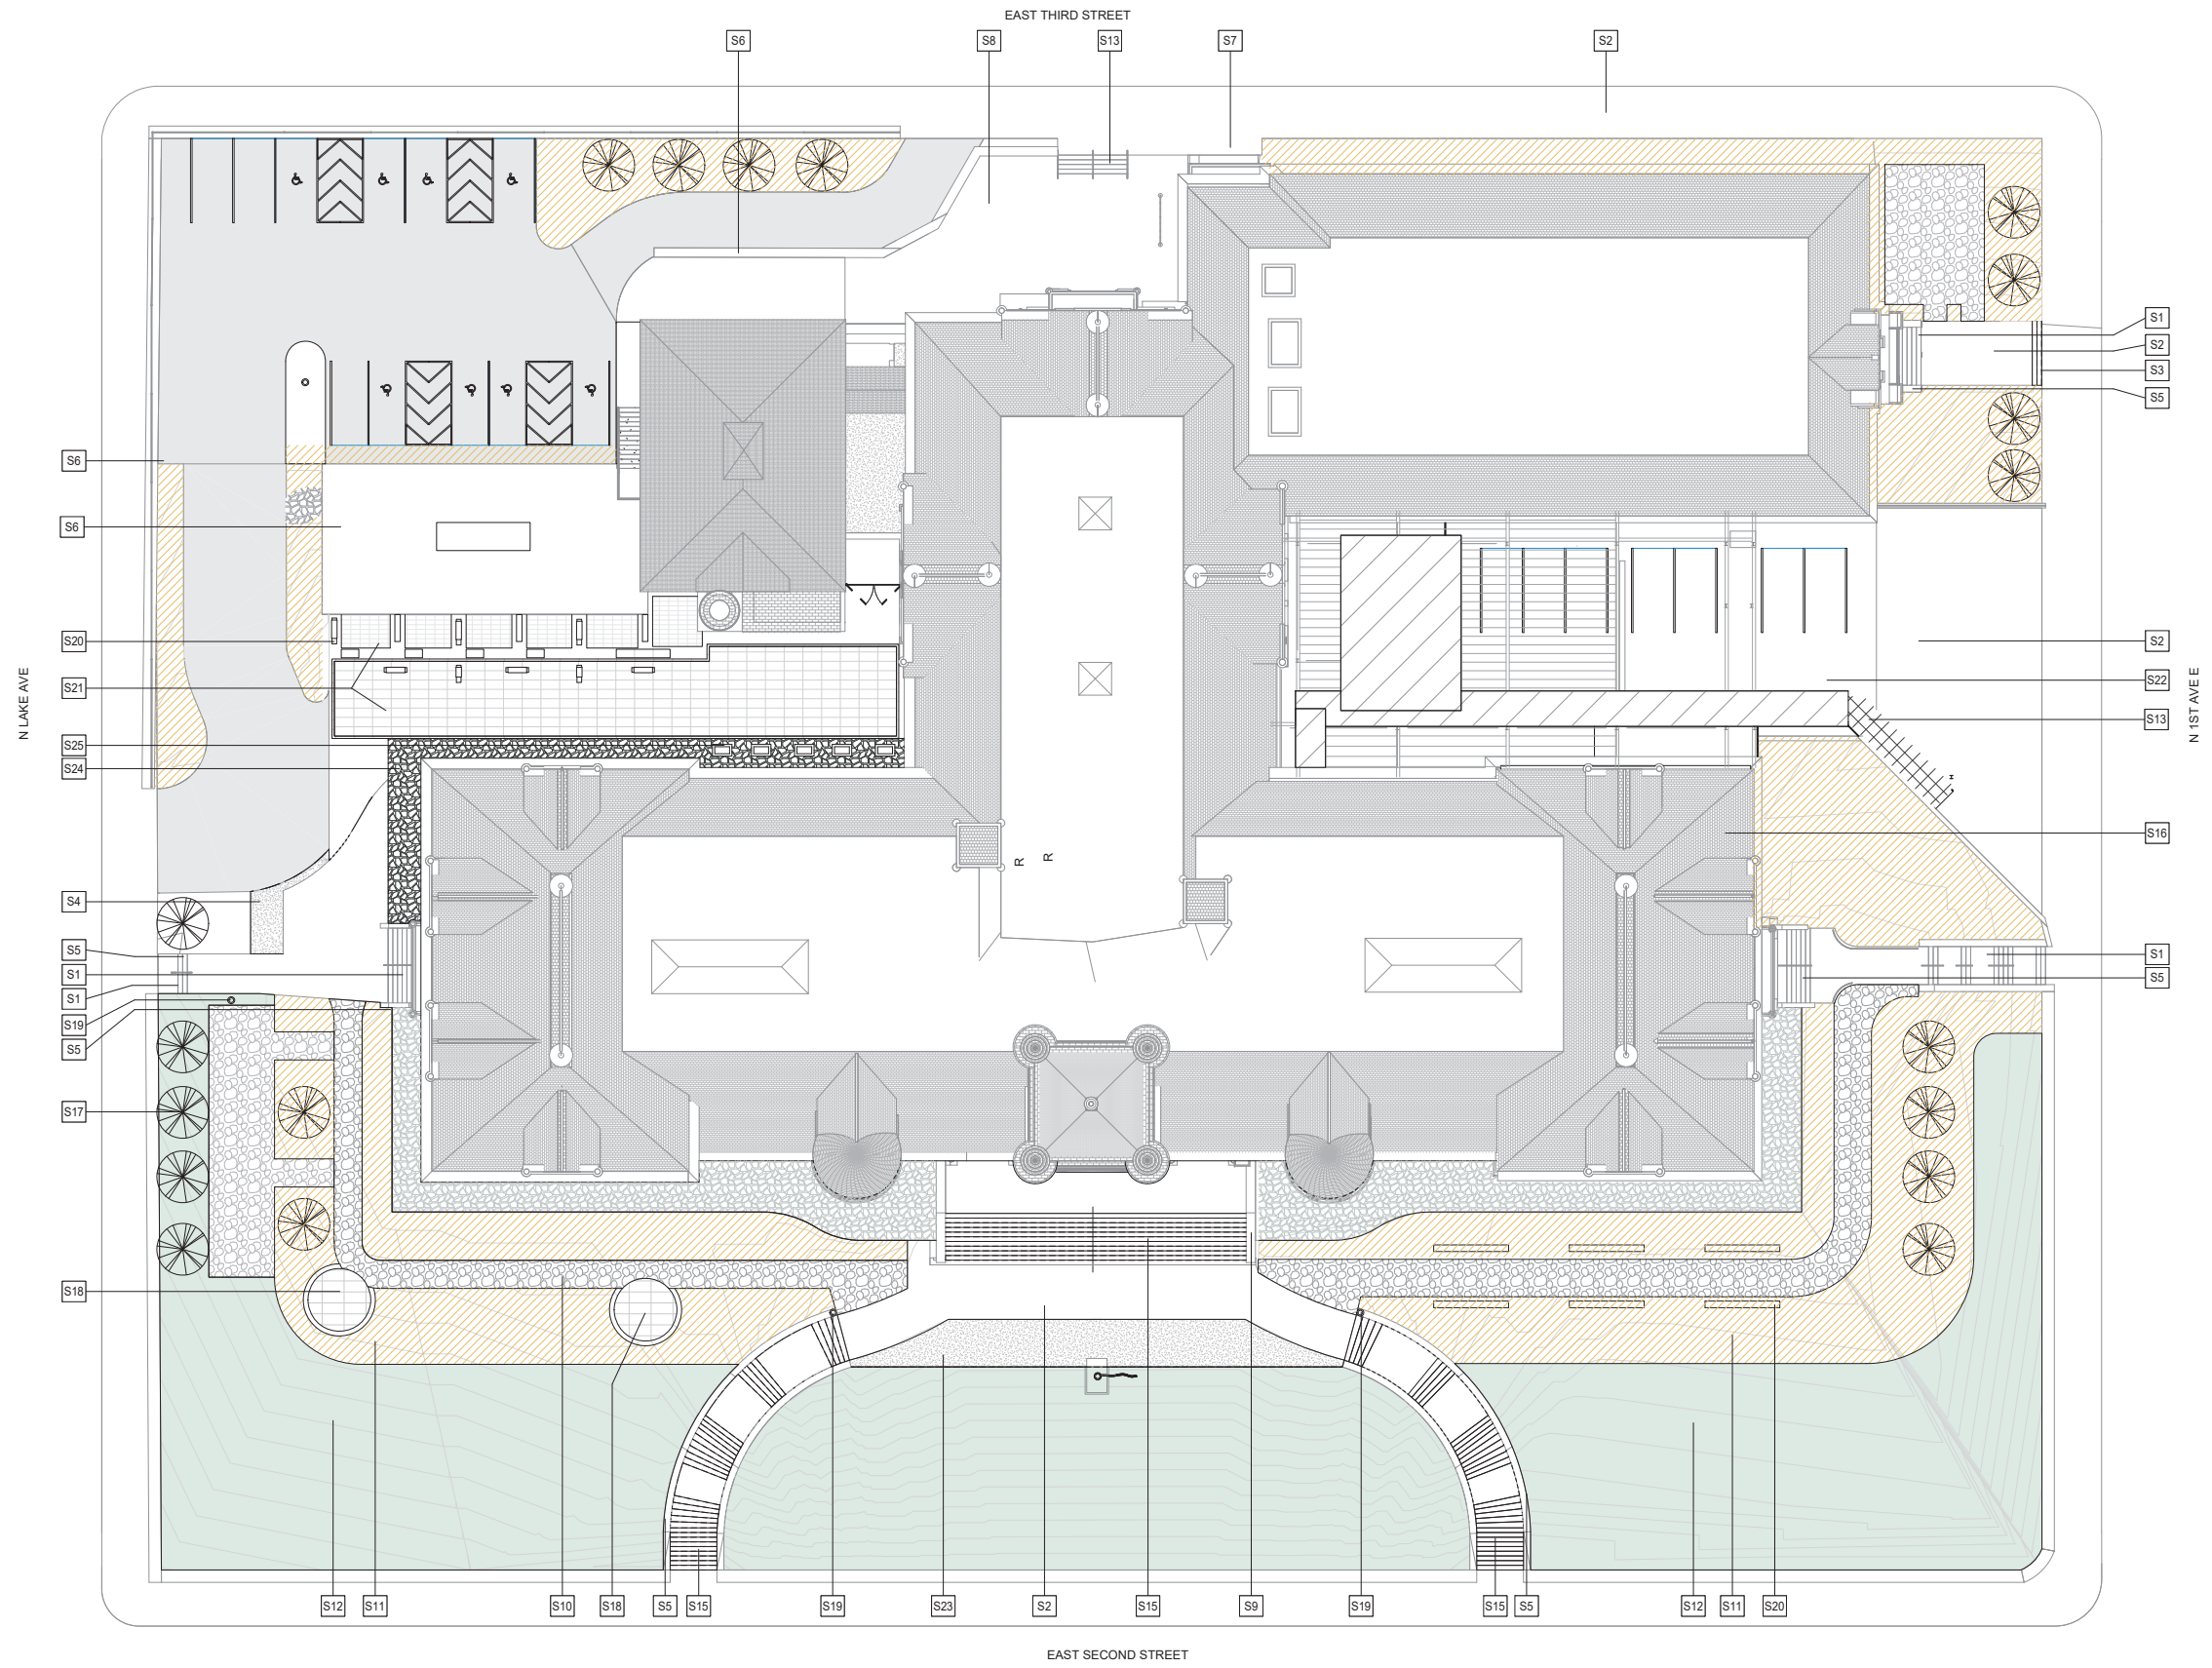 EAST THIRD STREET
S6
S8
S13
S7
S2
S1
S2
S3
S5
S6
S6
S20
S2
S21
S22
N LAKE AVE
N 1ST AVE E
S13
S25
S24
S16
R
R
S4
S5
S1
S1
S1
S5
S19
S5
S17
S18
S12
S11
S10
S18
S5
S15
S19
S23
S2
S15
S9
S19
S15
S5
S12
S11
S20
EAST SECOND STREET